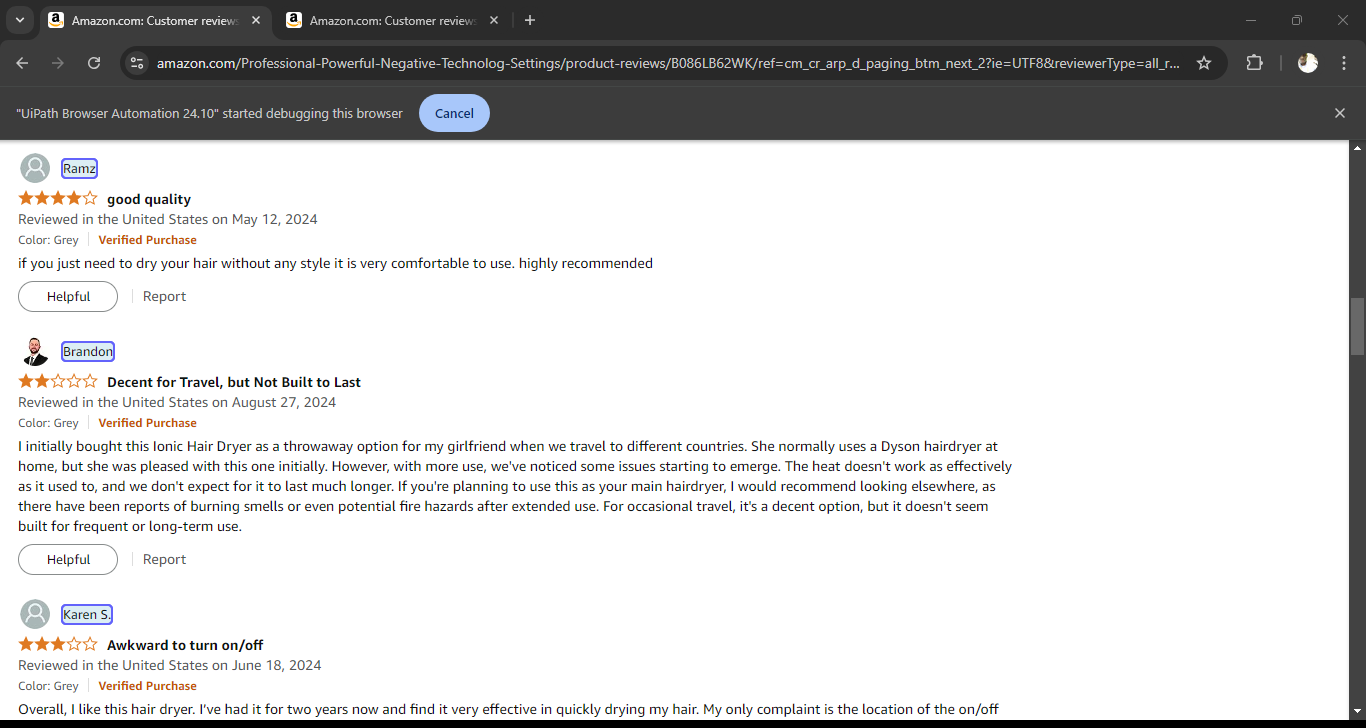 Amazon.com: Customer reviews
Amazon.com: Customer reviews
amazon.com/Professional-Powerful-Negative-Technolog-Settings/product-reviews/B086LB62WK/ref=cm_cr_arp_d_paging_btm_next_2?ie=UTF8&reviewerType=all_r...
"UiPath Browser Automation 24.10" started debugging this browser
Cancel
Ramz
good quality
Reviewed in the United States on May 12, 2024
Color: Grey Verified Purchase
if you just need to dry your hair without any style it is very comfortable to use. highly recommended
Helpful Report
Brandon
Decent for Travel, but Not Built to Last
Reviewed in the United States on August 27, 2024
Color: Grey Verified Purchase
I initially bought this Ionic Hair Dryer as a throwaway option for my girlfriend when we travel to different countries. She normally uses a Dyson hairdryer at
home, but she was pleased with this one initially. However, with more use, we've noticed some issues starting to emerge. The heat doesn't work as effectively
as it used to, and we don't expect for it to last much longer. If you're planning to use this as your main hairdryer, I would recommend looking elsewhere, as
there have been reports of burning smells or even potential fire hazards after extended use. For occasional travel, it's a decent option, but it doesn't seem
built for frequent or long-term use.
Helpful Report
Karen S.
Awkward to turn on/off
Reviewed in the United States on June 18, 2024
Color: Grey Verified Purchase
Overall, I like this hair dryer. I've had it for two years now and find it very effective in quickly drying my hair. My only complaint is the location of the on/off